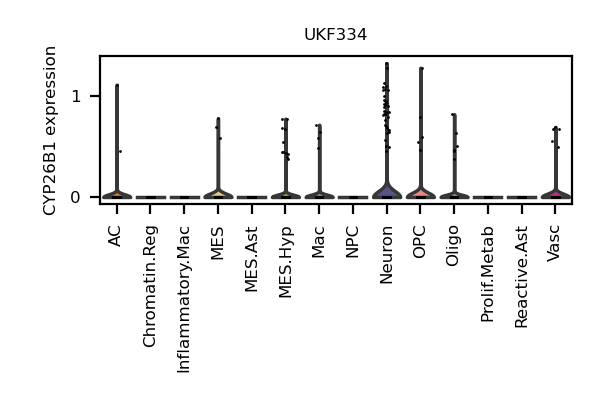 UKF334
CYP26B1 expression
1
0
AC
Chromatin.Reg
Inflammatory.Mac
MES
MES.Ast
MES.Hyp
Mac
NPC
Neuron
OPC
Oligo
Prolif.Metab
Reactive.Ast
Vasc